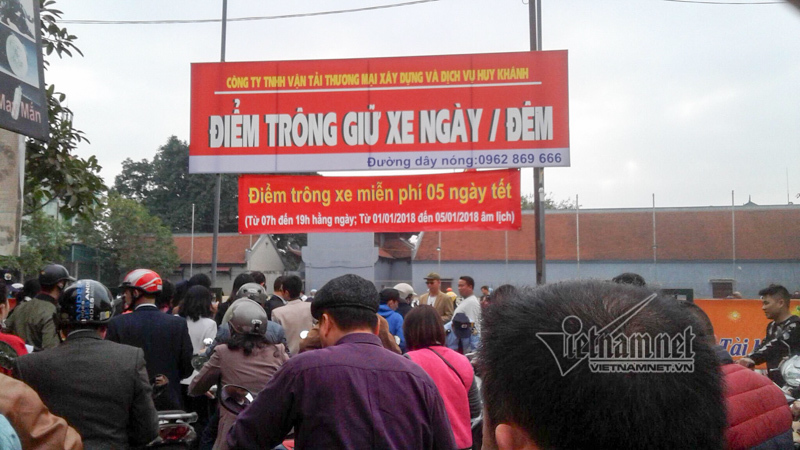 May Mắn
CÔNG TY TNHH VẬN TẢI THƯƠNG MẠI XÂY DỰNG VÀ DỊCH VỤ HUY KHÁNH
ĐIỂM TRÔNG GIỮ XE NGÀY / ĐÊM
Đường dây nóng:0962 869 666
Điểm trông xe miễn phí 05 ngày tết
(Từ 07h đến 19h hằng ngày; Từ 01/01/2018 đến 05/01/2018 âm lịch)
vietnamnet
VIETNAMNET.VN